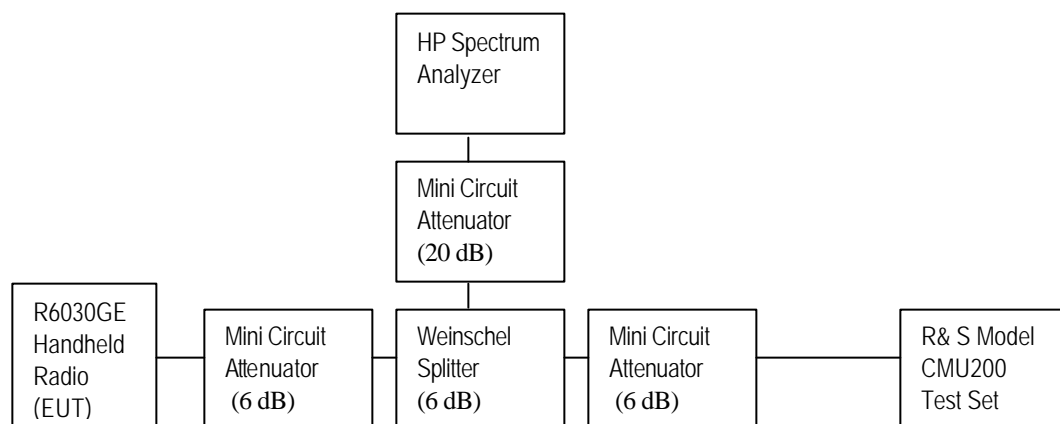 HP Spectrum
Analyzer
Mini Circuit
Attenuator
(20 dB)
R6030GE
Handheld
Radio
(EUT)
Mini Circuit
Attenuator
(6 dB)
Weinschel
Splitter
(6 dB)
Mini Circuit
Attenuator
(6 dB)
R& S Model
CMU200
Test Set